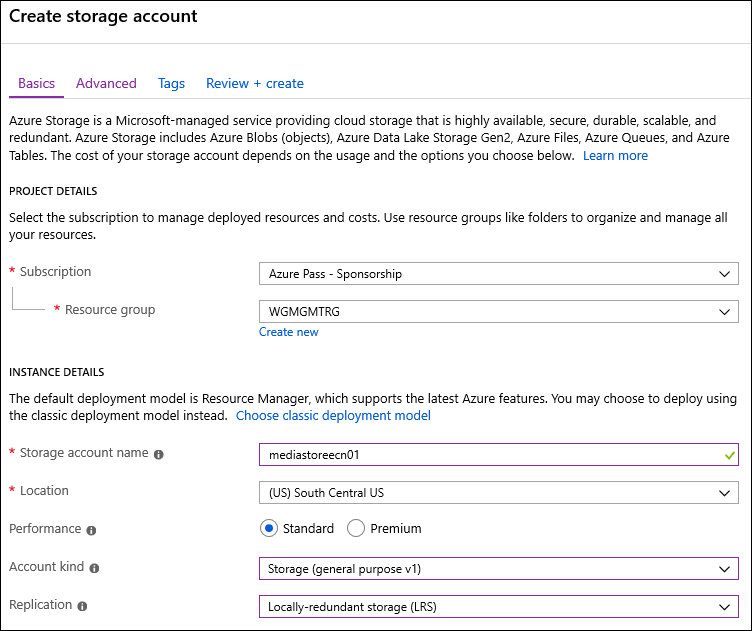 Create storage account
Basics Advanced Tags Review + create
Azure Storage is a Microsoft-managed service providing cloud storage that is highly available, secure, durable, scalable, and
redundant. Azure Storage includes Azure Blobs (objects), Azure Data Lake Storage Gen2, Azure Files, Azure Queues, and Azure
Tables. The cost of your storage account depends on the usage and the options you choose below. Learn more
PROJECT DETAILS
Select the subscription to manage deployed resources and costs. Use resource groups like folders to organize and manage all
your resources.
* Subscription Azure Pass - Sponsorship
* Resource group WGMGMTRG
Create new
INSTANCE DETAILS
The default deployment model is Resource Manager, which supports the latest Azure features. You may choose to deploy using
the classic deployment model instead. Choose classic deployment model
* Storage account name mediastoreecn01
* Location (US) South Central US
Performance Standard Premium
Account kind Storage (general purpose v1)
Replication Locally-redundant storage (LRS)